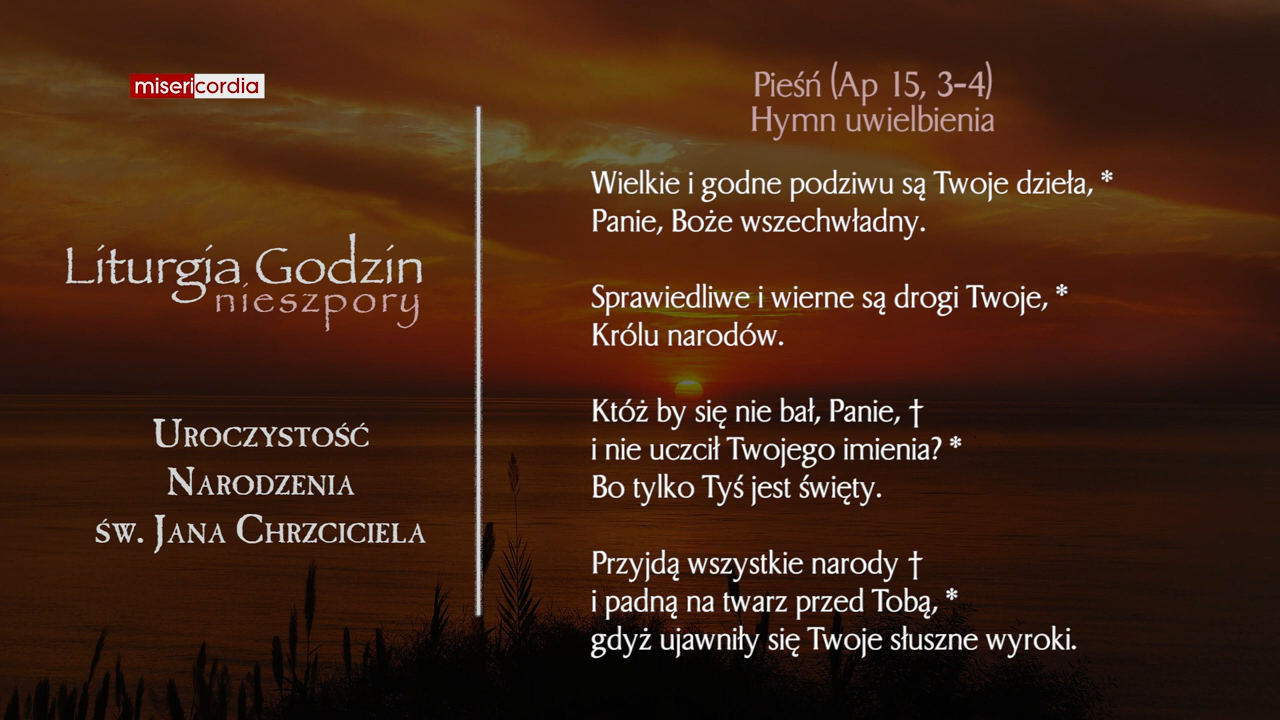 misericordia
Liturgia Godzin
nieszpory
Uroczystość
Narodzenia
św. Jana Chrzciciela
Pieśń (Ap 15, 3-4)
Hymn uwielbienia
Wielkie i godne podziwu są Twoje dzieła, *
Panie, Boże wszechwładny.
Sprawiedliwe i wierne są drogi Twoje, *
Królu narodów.
Któż by się nie bał, Panie, †
i nie uczcił Twojego imienia? *
Bo tylko Tyś jest święty.
Przyjdą wszystkie narody †
i padną na twarz przed Tobą, *
gdyż ujawniły się Twoje słuszne wyroki.